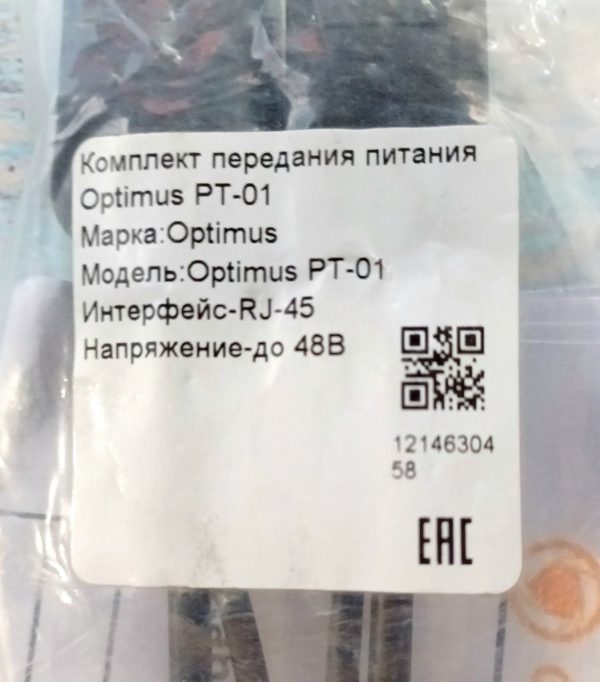 Комплект передания питания
Optimus PT-01
Марка:Optimus
Модель:Optimus PT-01
Интерфейс-RJ-45
Напряжение-до 48В
12146304
58
EAC